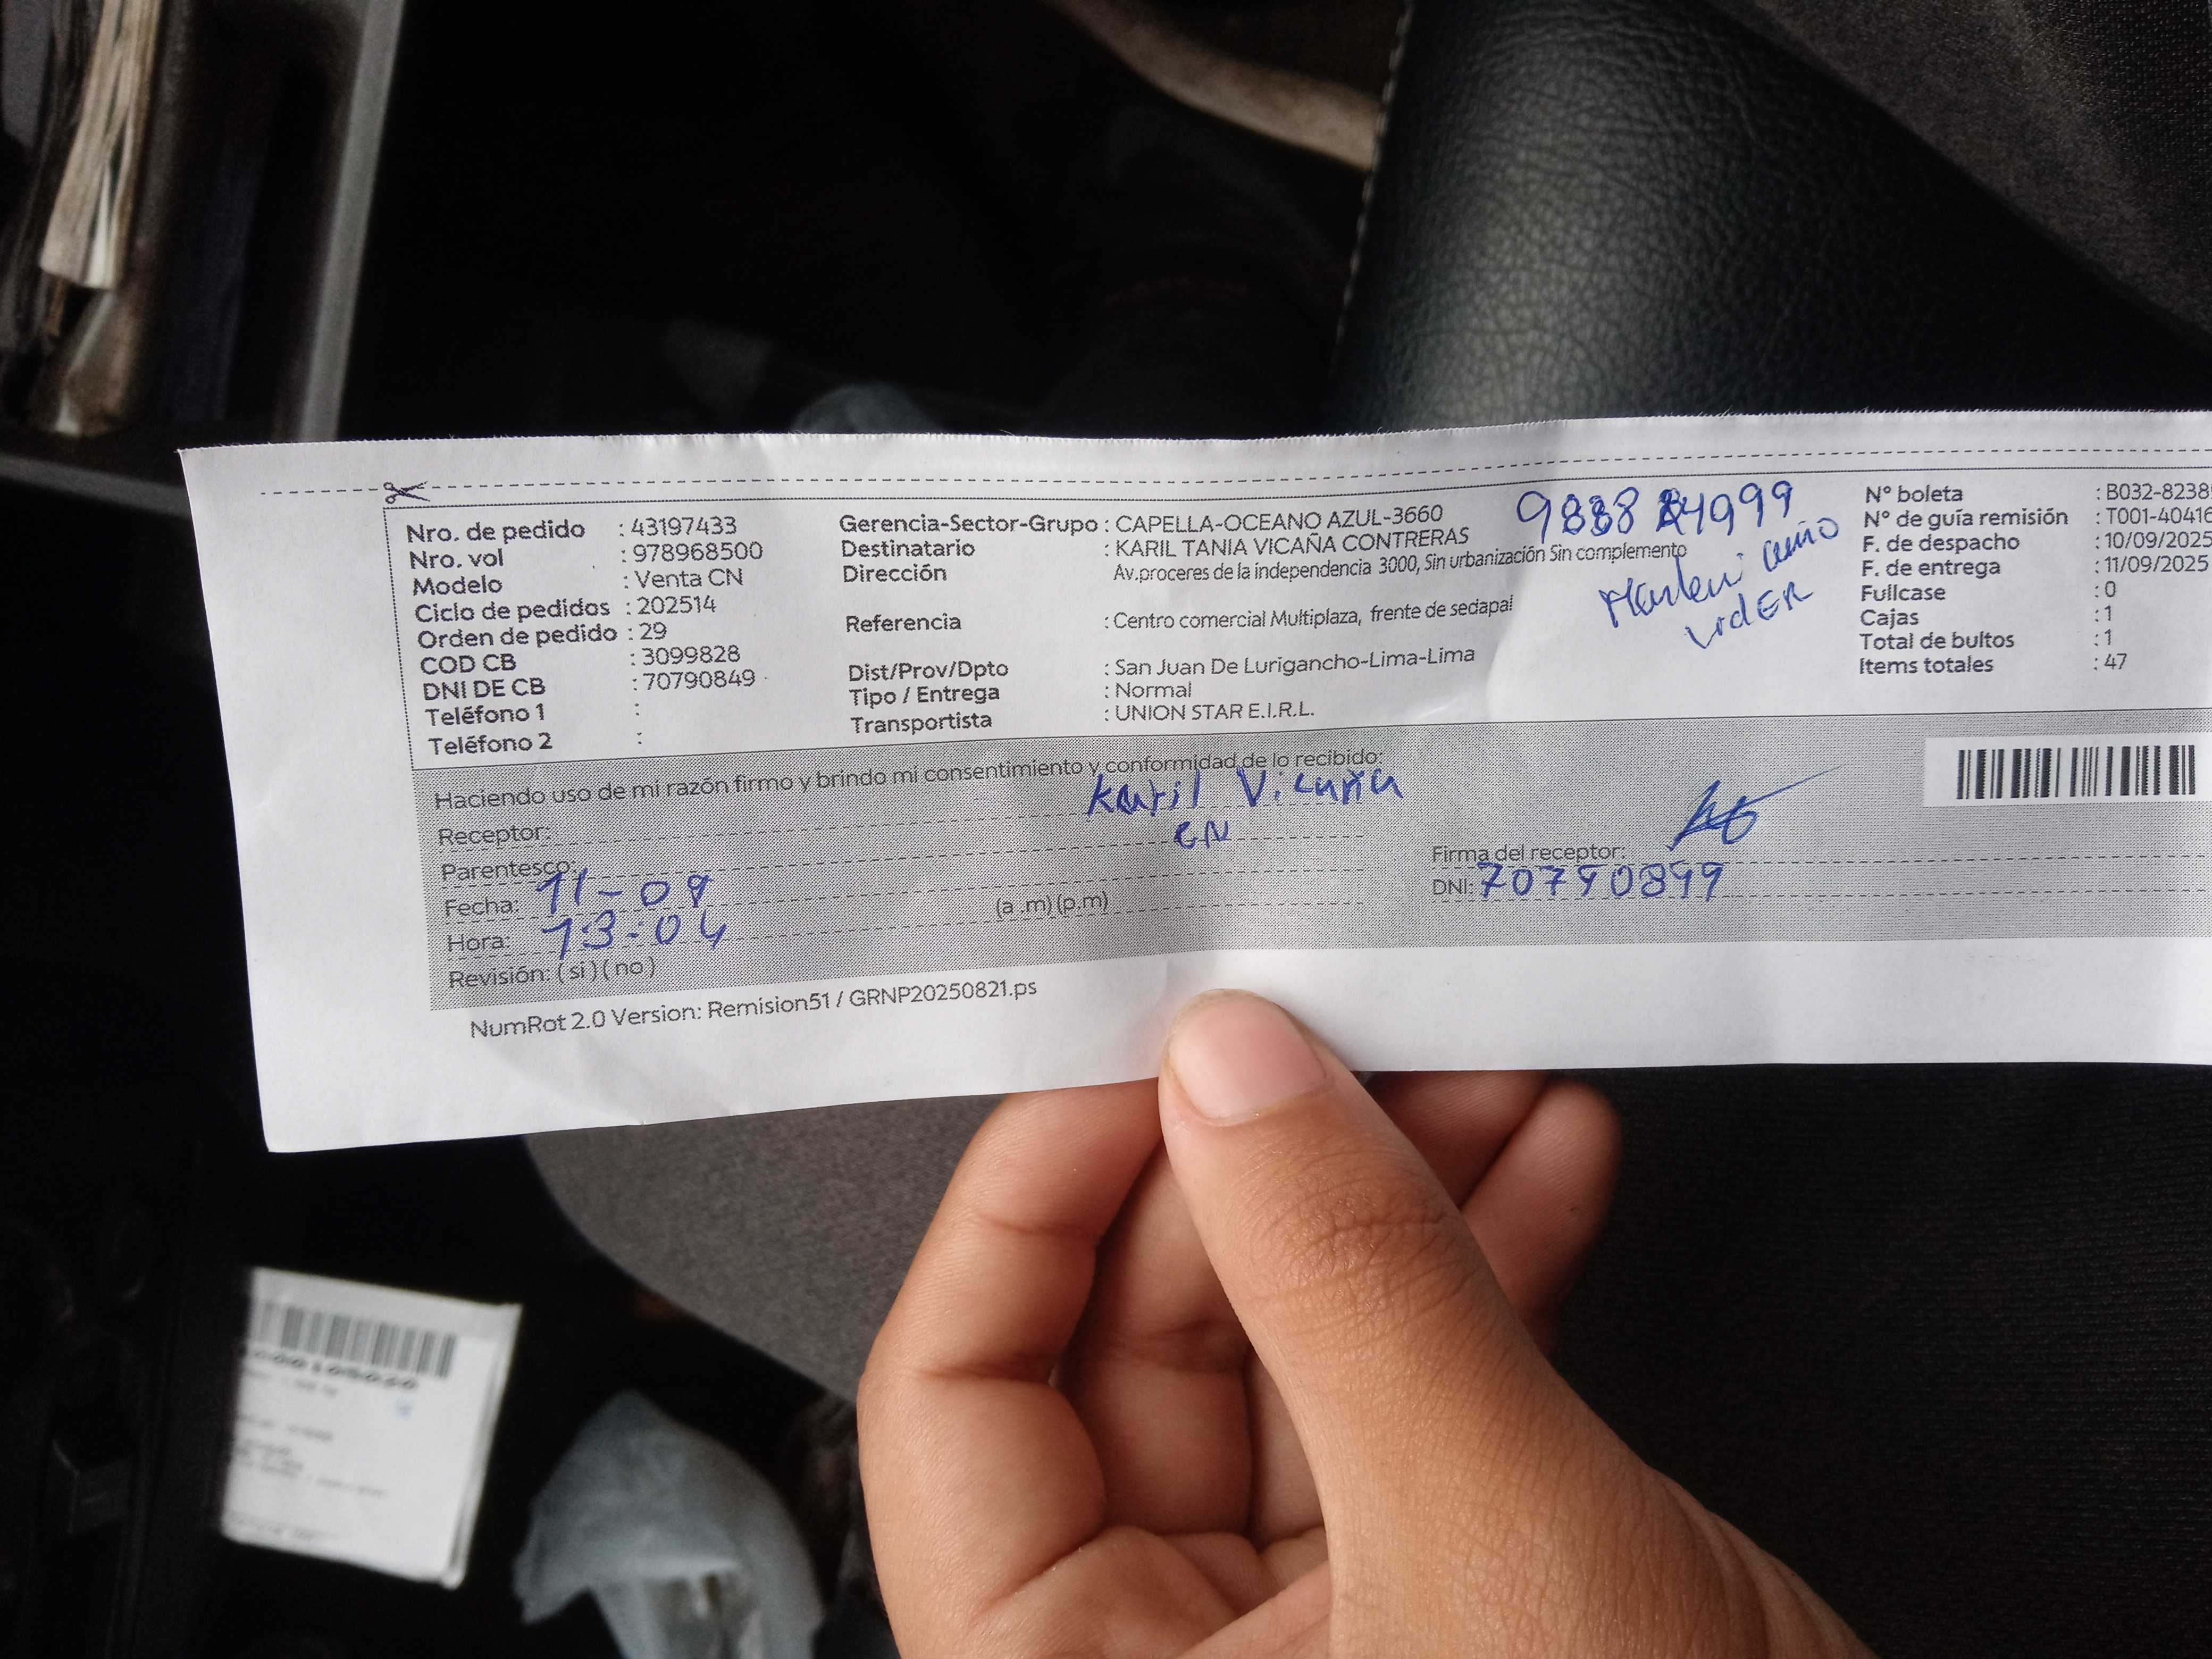 Nro. de pedido : 43197433
Nro. vol : 978968500
Modelo : Venta CN
Ciclo de pedidos : 202514
Orden de pedido : 29
COD CB : 3099828
DNI DE CB : 70790849
Teléfono 1 :
Teléfono 2 :
Gerencia-Sector-Grupo : CAPELLA-OCEANO AZUL-3660
Destinatario : KARIL TANIA VICAÑA CONTRERAS
Dirección Av.proceres de la independencia 3000, Sin urbanización Sin complemento
Referencia : Centro comercial Multiplaza, frente de sedapal
Dist/Prov/Dpto : San Juan De Lurigancho-Lima-Lima
Tipo / Entrega : Normal
Transportista : UNION STAR E.I.R.L.
LidER
Nº boleta : B032-8238
Nº de guía remisión : T001-40416
F. de despacho : 10/09/2025
F. de entrega : 11/09/2025
Fullcase : 0
Cajas : 1
Total de bultos : 1
Items totales : 47
Haciendo uso de mi razón firmo y brindo mi consentimiento y conformidad de lo recibido:
Receptor: Karil Vicuña
Parentesco: CN
Fecha: 11-09
Hora: 13:04 (a .m) (p.m)
Revisión: ( si ) ( no )
Firma del receptor:
DNI: 70790849
NumRot 2.0 Version: Remision51 / GRNP20250821.ps